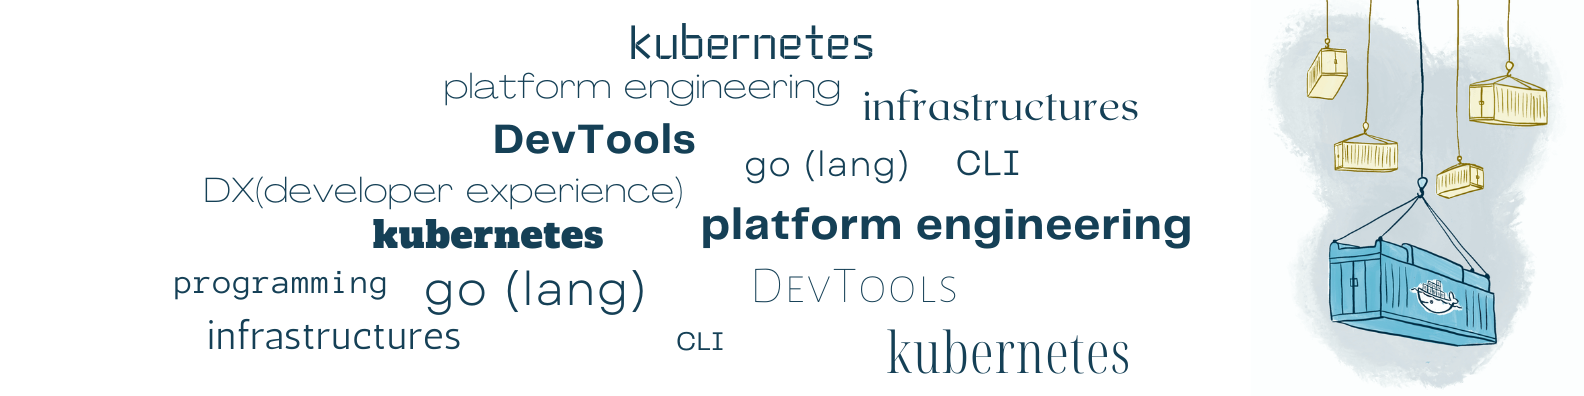 kubernetes
platform engineering
infrastructures
DevTools
go (lang)
CLI
DX(developer experience)
kubernetes
platform engineering
programming
go (lang)
DevTools
infrastructures
CLI
kubernetes